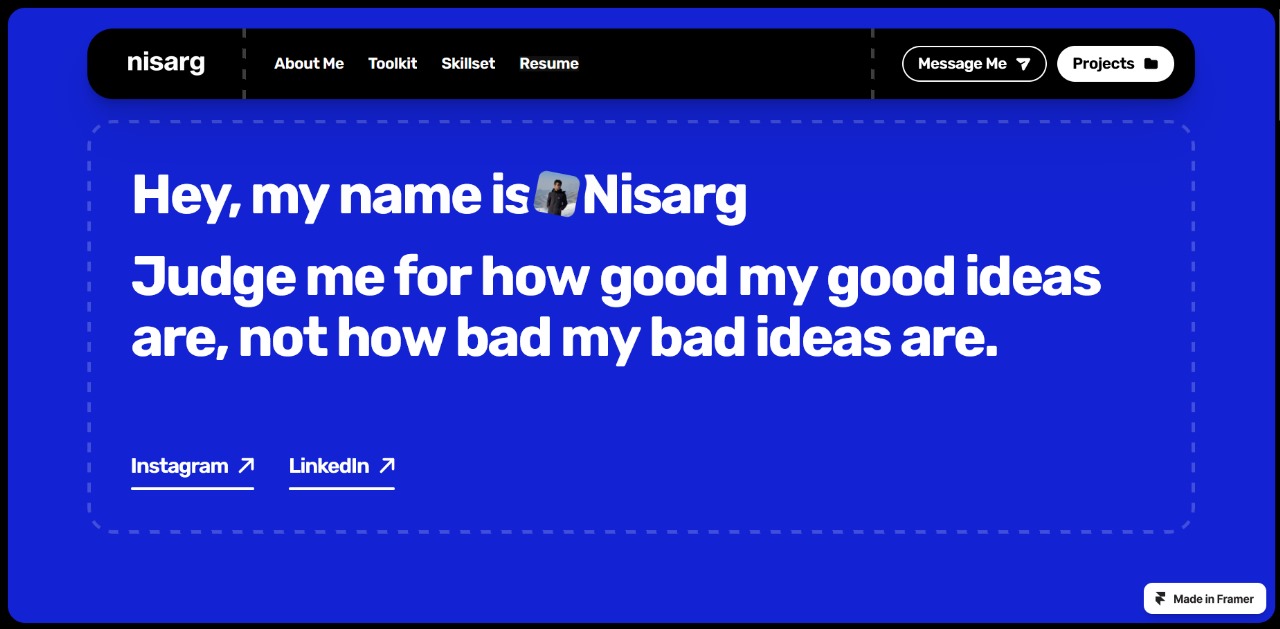 nisarg
About Me
Toolkit
Skillset
Resume
Message Me
Projects
Hey, my name is Nisarg
Judge me for how good my good ideas
are, not how bad my bad ideas are.
Instagram
LinkedIn
Made in Framer